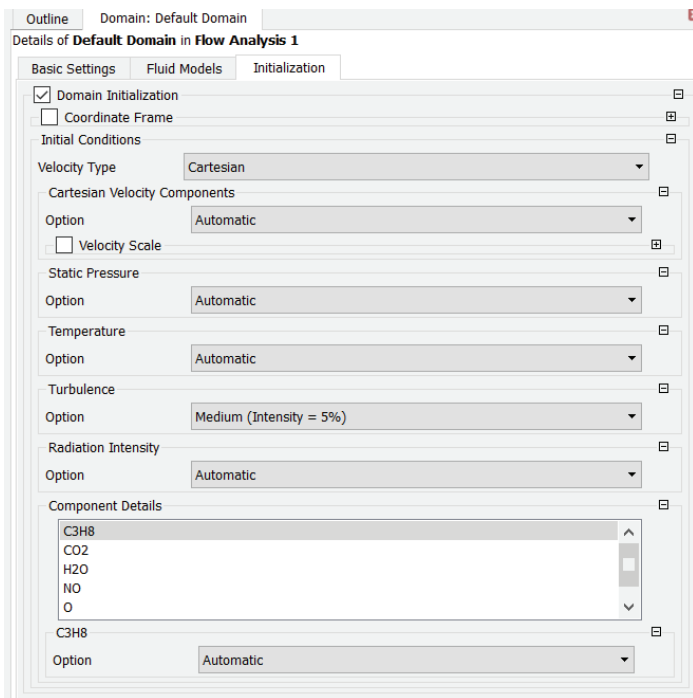 Outline Domain: Default Domain
Details of Default Domain in Flow Analysis 1
Basic Settings Fluid Models Initialization
Domain Initialization
Coordinate Frame
Initial Conditions
Velocity Type Cartesian
Cartesian Velocity Components
Option Automatic
Velocity Scale
Static Pressure
Option Automatic
Temperature
Option Automatic
Turbulence
Option Medium (Intensity = 5%)
Radiation Intensity
Option Automatic
Component Details
C3H8
CO2
H2O
NO
O
C3H8
Option Automatic